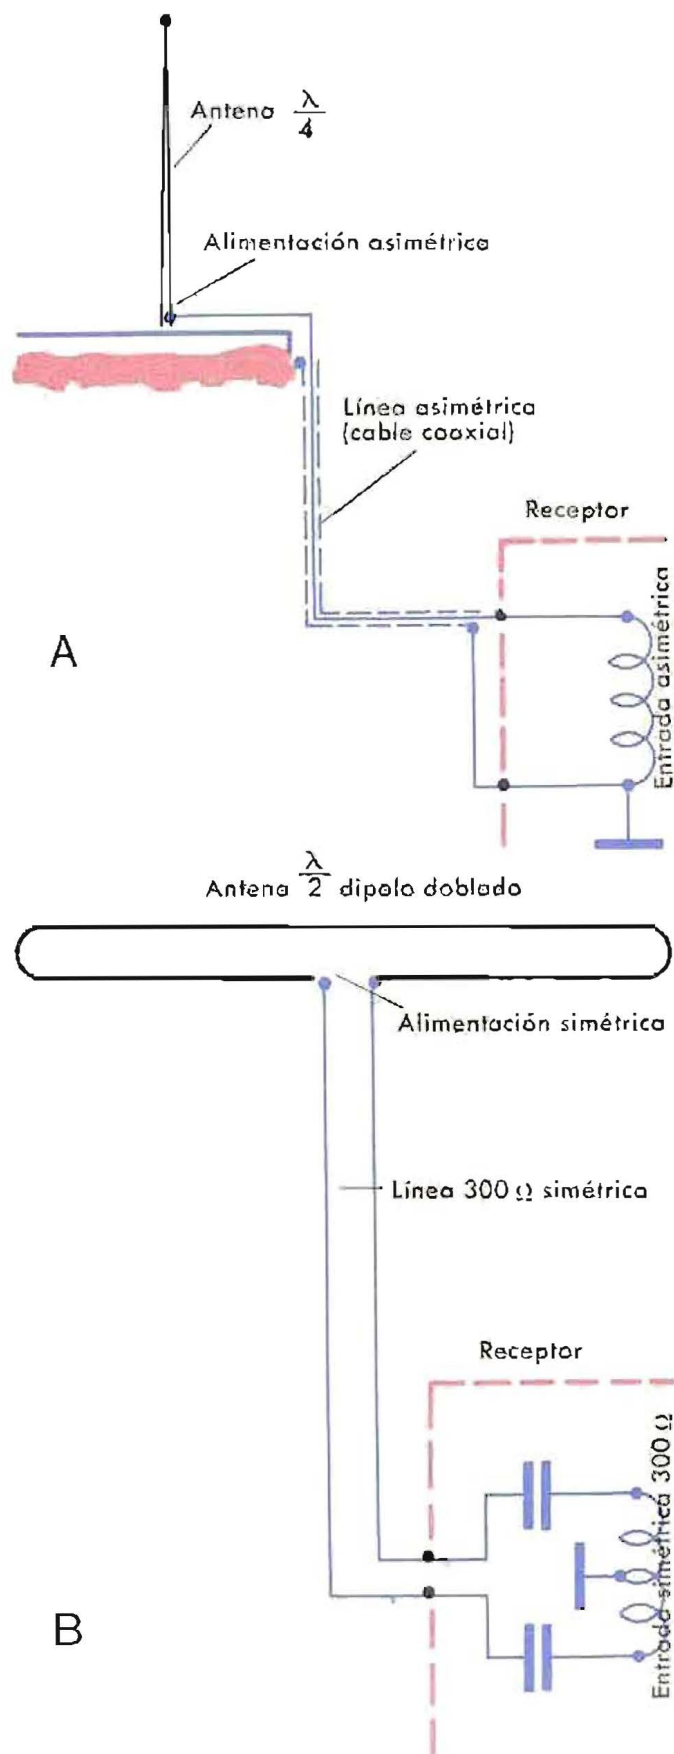 Antena λ/4
Alimentación asimétrica
Línea asimétrica
(cable coaxial)
Receptor
Entrada asimétrica
A
Antena λ/2 dipolo doblado
Alimentación simétrica
Línea 300 Ω simétrica
Receptor
Entrada simétrica 300 Ω
B